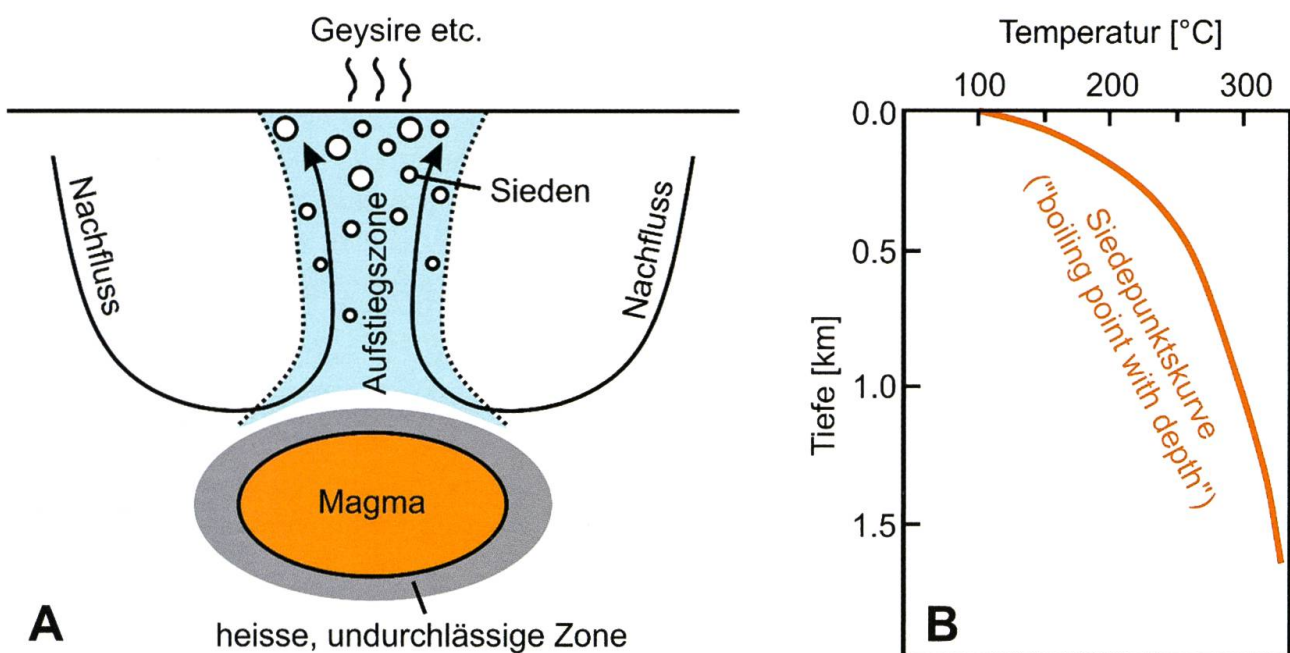 Geysire etc.
Nachfluss
Aufstiegszone
Sieden
Nachfluss
Magma
heisse, undurchlässige Zone
A
Temperatur [°C]
100 200 300
Tiefe [km]
0.0
0.5
1.0
1.5
Siedepunktskurve
("boiling point with depth")
B